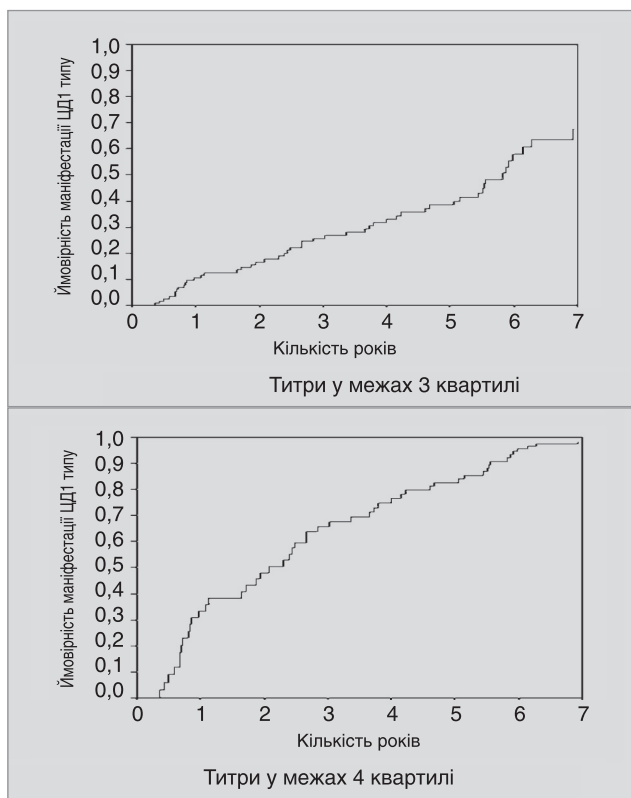 Ймовірність маніфестації ЦД1 типу
1,0
0,9
0,8
0,7
0,6
0,5
0,4
0,3
0,2
0,1
0,0
0 1 2 3 4 5 6 7
Кількість років
Титри у межах 3 квартилі
Ймовірність маніфестації ЦД1 типу
1,0
0,9
0,8
0,7
0,6
0,5
0,4
0,3
0,2
0,1
0,0
0 1 2 3 4 5 6 7
Кількість років
Титри у межах 4 квартилі